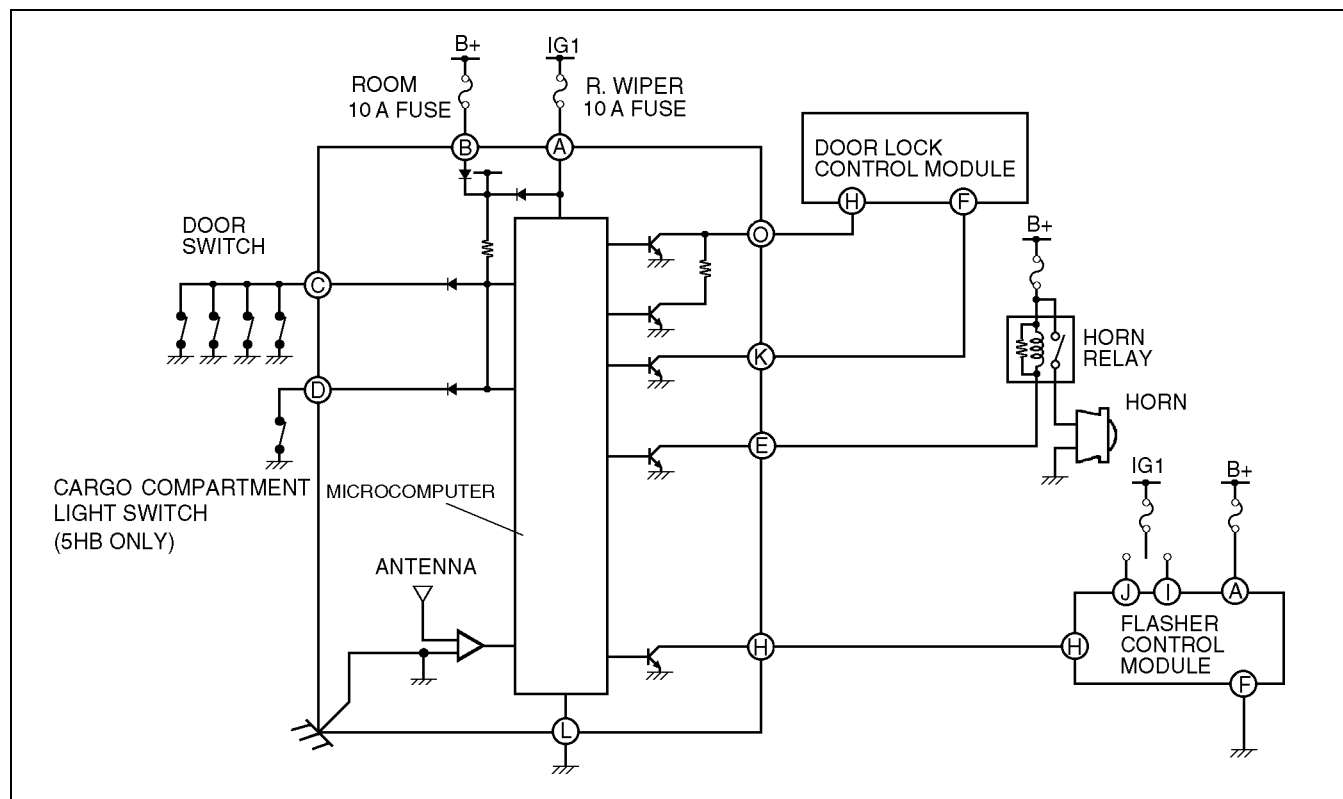 B+
IG1
ROOM
10 A FUSE
R. WIPER
10 A FUSE
B
A
DOOR LOCK
CONTROL MODULE
H
F
DOOR
SWITCH
O
B+
C
K
HORN
RELAY
D
HORN
E
CARGO COMPARTMENT
LIGHT SWITCH
(5HB ONLY)
MICROCOMPUTER
IG1
B+
ANTENNA
J
I
A
H
H
FLASHER
CONTROL
MODULE
F
L